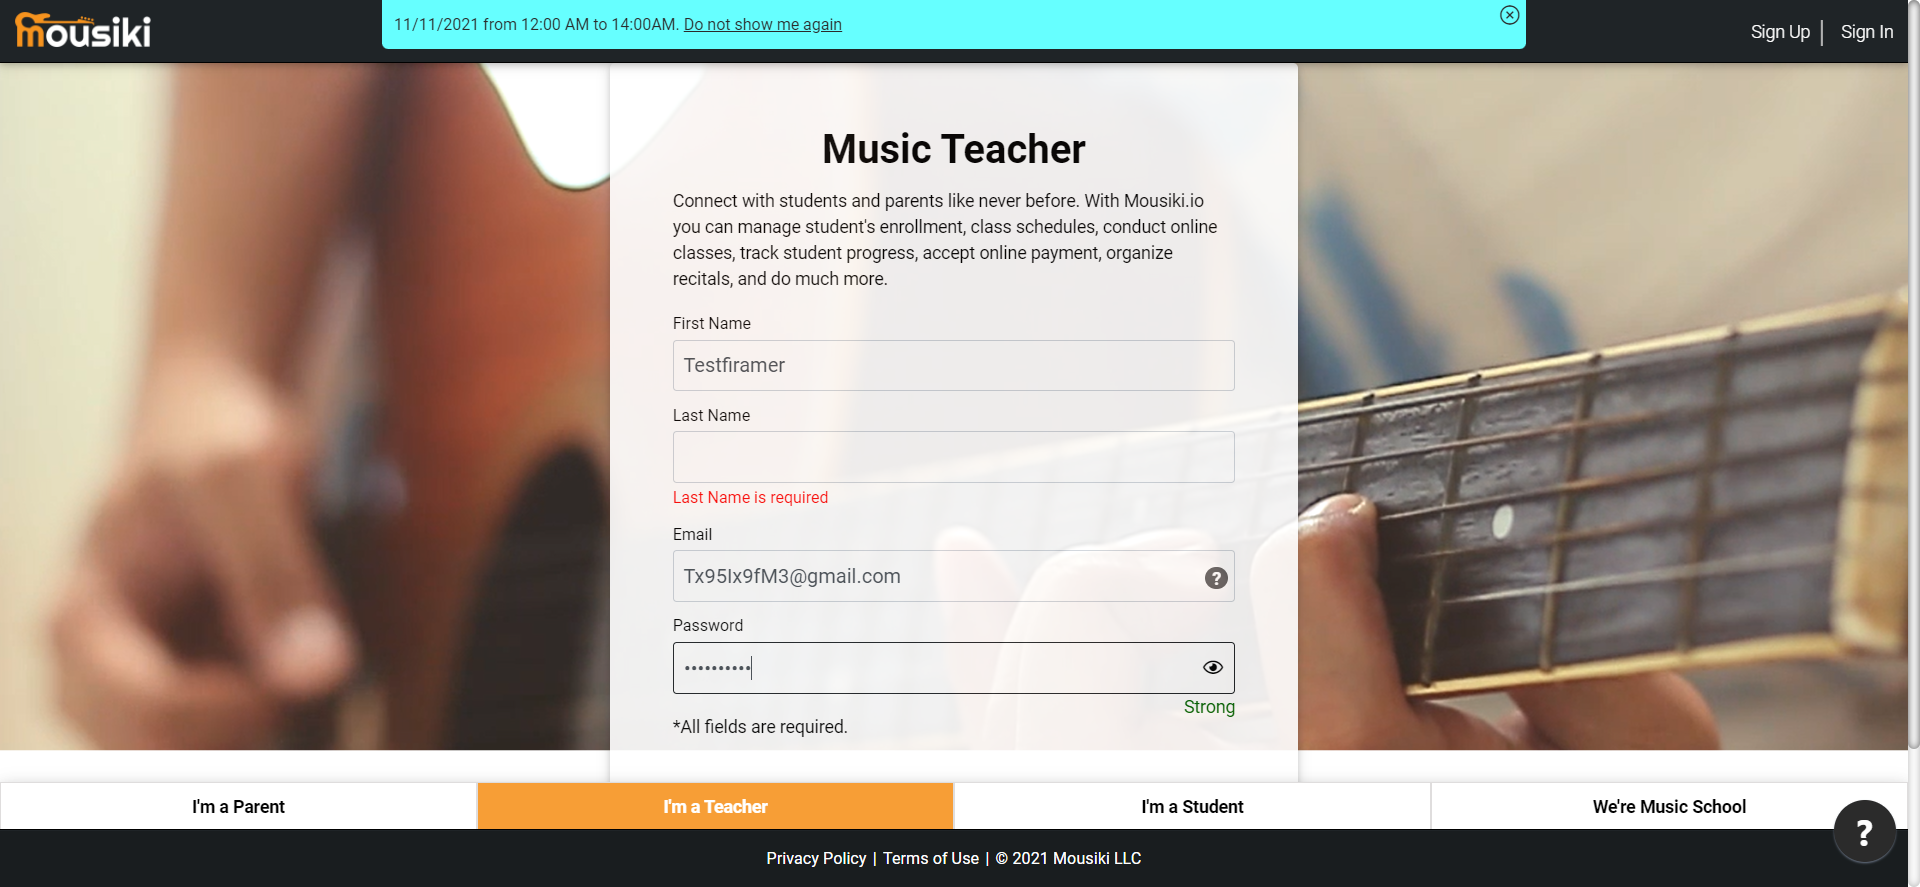 mousiki
11/11/2021 from 12:00 AM to 14:00AM. Do not show me again
Sign Up | Sign In
Music Teacher
Connect with students and parents like never before. With Mousiki.io
you can manage student's enrollment, class schedules, conduct online
classes, track student progress, accept online payment, organize
recitals, and do much more.
First Name
Testfiramer
Last Name
Last Name is required
Email
Tx95Ix9fM3@gmail.com
?
Password
••••••••••
Strong
*All fields are required.
I'm a Parent
I'm a Teacher
I'm a Student
We're Music School
?
Privacy Policy | Terms of Use | © 2021 Mousiki LLC